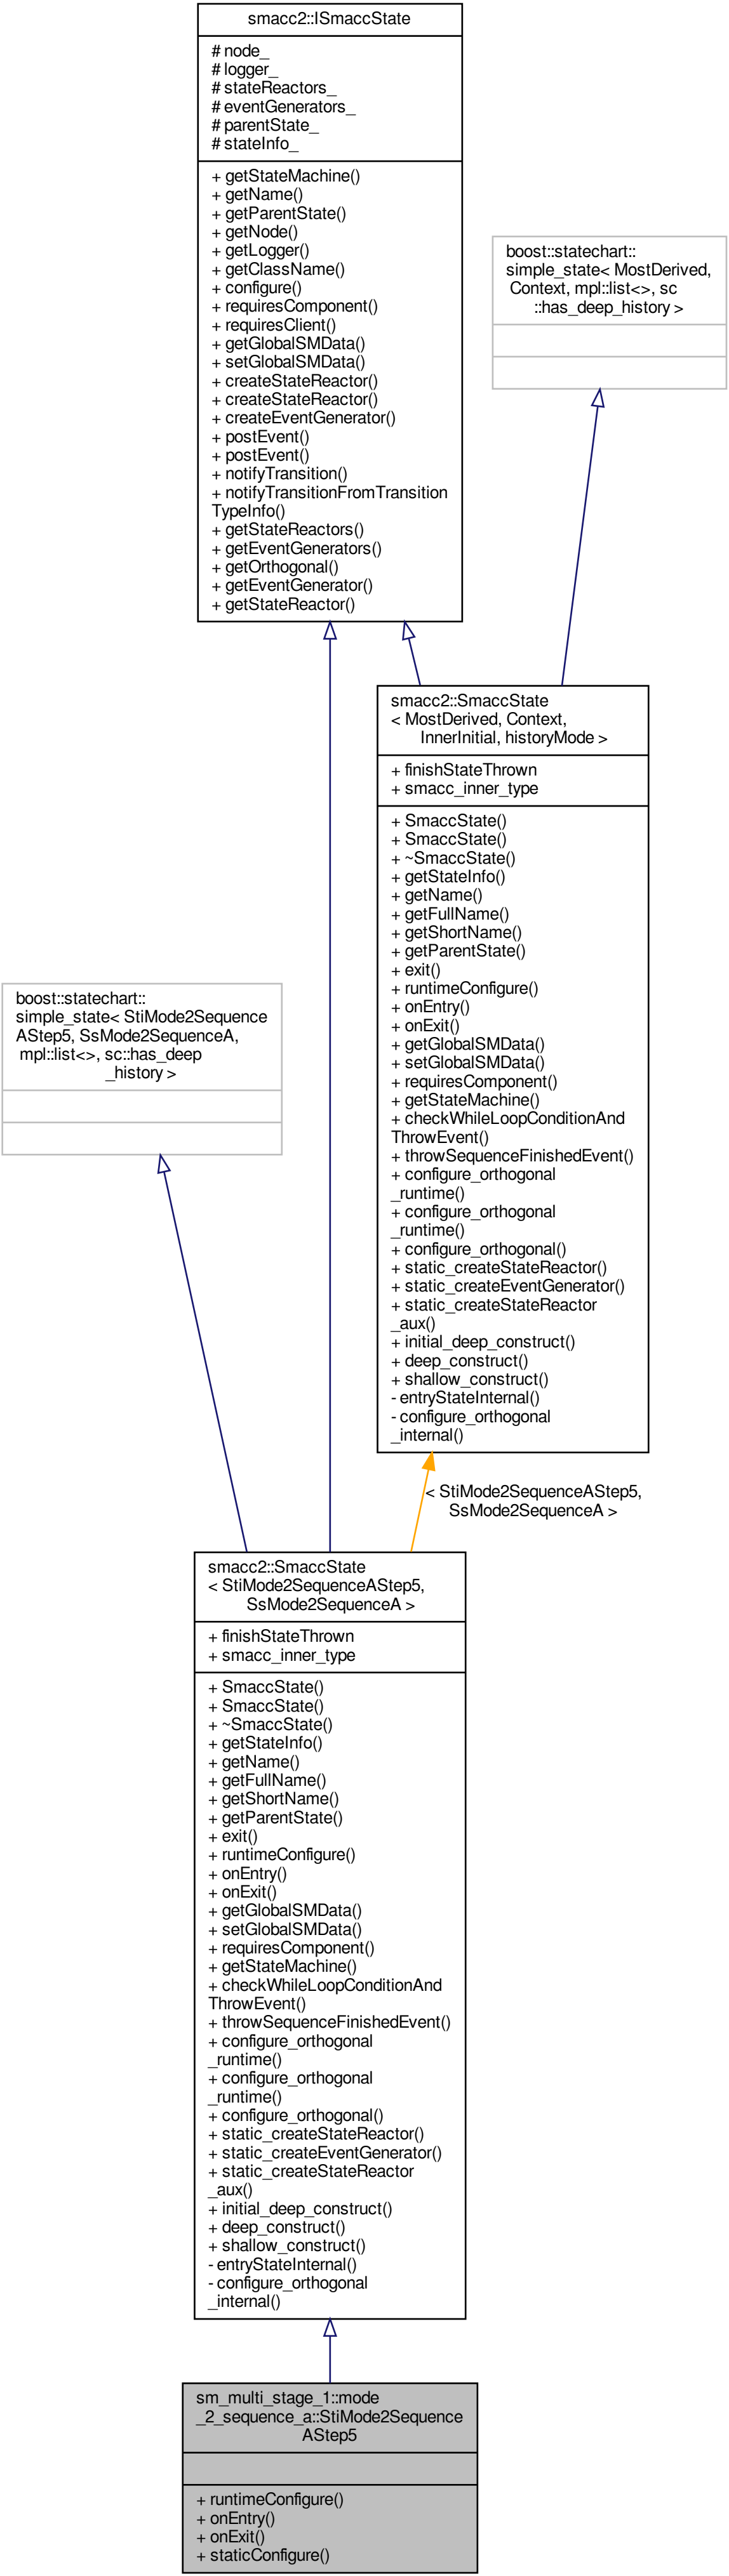 smacc2::ISmaccState
# node_
# logger_
# stateReactors_
# eventGenerators_
# parentState_
# stateInfo_
+ getStateMachine()
+ getName()
+ getParentState()
+ getNode()
+ getLogger()
+ getClassName()
+ configure()
+ requiresComponent()
+ requiresClient()
+ getGlobalSMData()
+ setGlobalSMData()
+ createStateReactor()
+ createStateReactor()
+ createEventGenerator()
+ postEvent()
+ postEvent()
+ notifyTransition()
+ notifyTransitionFromTransition
TypeInfo()
+ getStateReactors()
+ getEventGenerators()
+ getOrthogonal()
+ getEventGenerator()
+ getStateReactor()
boost::statechart::
simple_state< MostDerived,
Context, mpl::list<>, sc
::has_deep_history >
smacc2::SmaccState
< MostDerived, Context,
InnerInitial, historyMode >
+ finishStateThrown
+ smacc_inner_type
+ SmaccState()
+ SmaccState()
+ ~SmaccState()
+ getStateInfo()
+ getName()
+ getFullName()
+ getShortName()
+ getParentState()
+ exit()
+ runtimeConfigure()
+ onEntry()
+ onExit()
+ getGlobalSMData()
+ setGlobalSMData()
+ requiresComponent()
+ getStateMachine()
+ checkWhileLoopConditionAnd
ThrowEvent()
+ throwSequenceFinishedEvent()
+ configure_orthogonal
_runtime()
+ configure_orthogonal
_runtime()
+ configure_orthogonal()
+ static_createStateReactor()
+ static_createEventGenerator()
+ static_createStateReactor
_aux()
+ initial_deep_construct()
+ deep_construct()
+ shallow_construct()
- entryStateInternal()
- configure_orthogonal
_internal()
boost::statechart::
simple_state< StiMode2Sequence
AStep5, SsMode2SequenceA,
mpl::list<>, sc::has_deep
_history >
< StiMode2SequenceAStep5,
SsMode2SequenceA >
smacc2::SmaccState
< StiMode2SequenceAStep5,
SsMode2SequenceA >
+ finishStateThrown
+ smacc_inner_type
+ SmaccState()
+ SmaccState()
+ ~SmaccState()
+ getStateInfo()
+ getName()
+ getFullName()
+ getShortName()
+ getParentState()
+ exit()
+ runtimeConfigure()
+ onEntry()
+ onExit()
+ getGlobalSMData()
+ setGlobalSMData()
+ requiresComponent()
+ getStateMachine()
+ checkWhileLoopConditionAnd
ThrowEvent()
+ throwSequenceFinishedEvent()
+ configure_orthogonal
_runtime()
+ configure_orthogonal
_runtime()
+ configure_orthogonal()
+ static_createStateReactor()
+ static_createEventGenerator()
+ static_createStateReactor
_aux()
+ initial_deep_construct()
+ deep_construct()
+ shallow_construct()
- entryStateInternal()
- configure_orthogonal
_internal()
sm_multi_stage_1::mode
_2_sequence_a::StiMode2Sequence
AStep5
+ runtimeConfigure()
+ onEntry()
+ onExit()
+ staticConfigure()